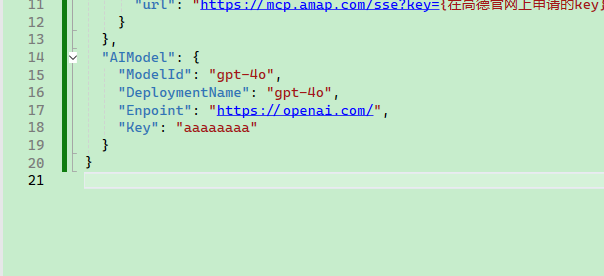 11 "url": "https://mcp.amap.com/sse?key={在高德官网上申请的key}
12 }
13 },
14 "AIModel": {
15 "ModelId": "gpt-4o",
16 "DeploymentName": "gpt-4o",
17 "Enpoint": "https://openai.com/",
18 "Key": "aaaaaaaa"
19 }
20 }
21